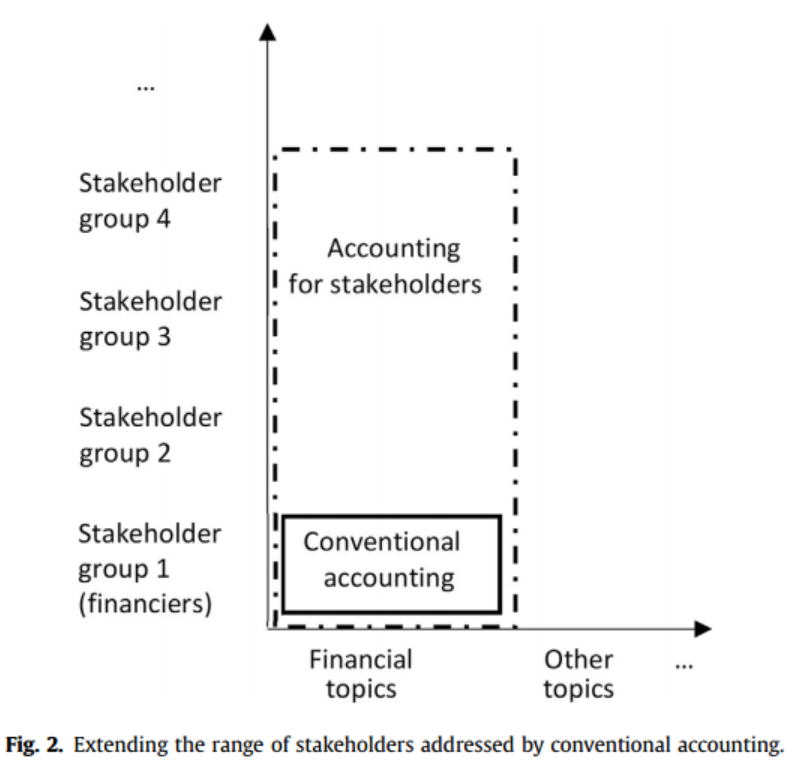 ...
Stakeholder
group 4
Accounting
for stakeholders
Stakeholder
group 3
Stakeholder
group 2
Stakeholder
group 1
(financiers)
Conventional
accounting
Financial
topics
Other
topics
...
Fig. 2. Extending the range of stakeholders addressed by conventional accounting.